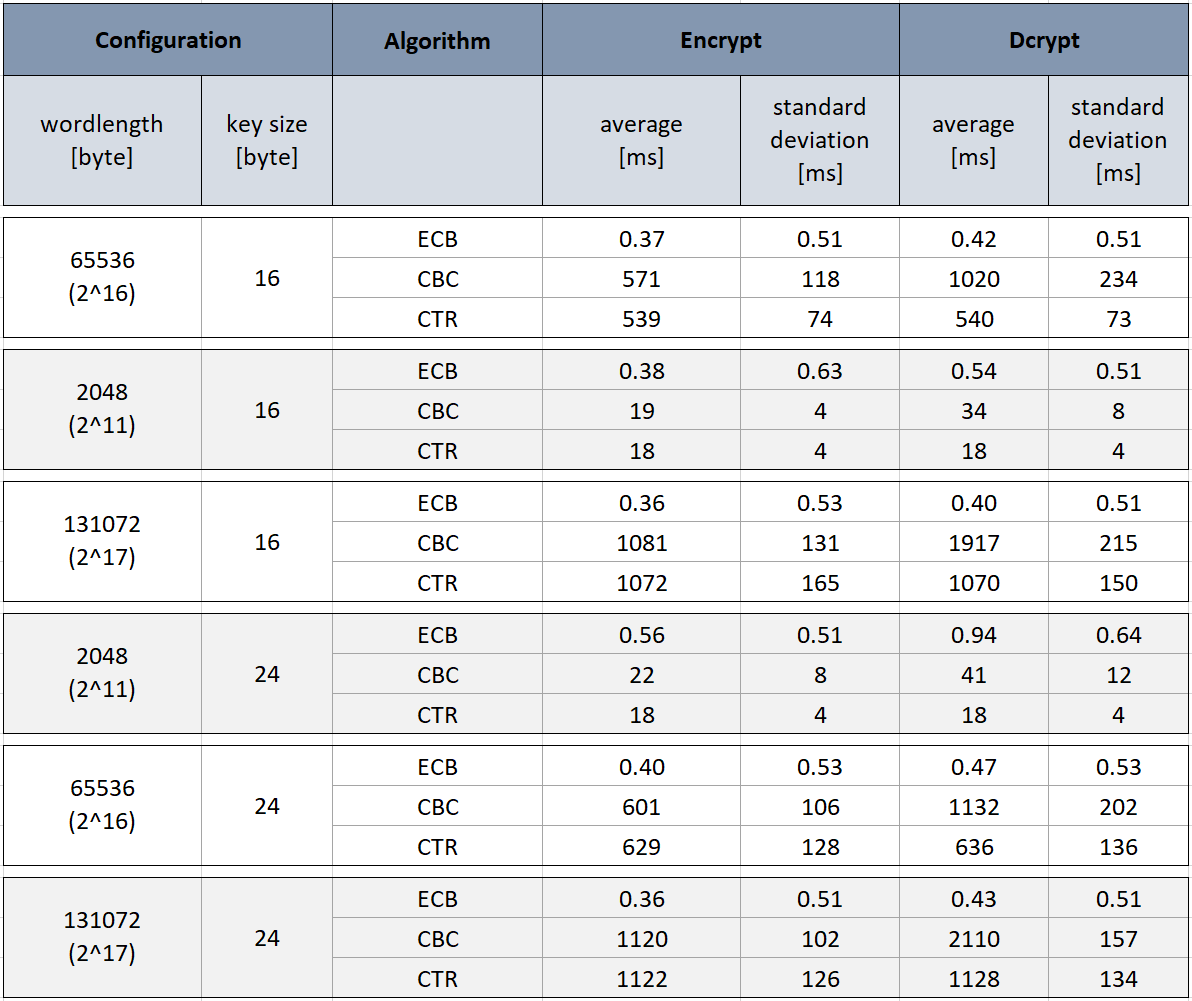 Configuration Algorithm Encrypt Dcrypt
wordlength [byte] key size [byte] average [ms] standard deviation [ms] average [ms] standard deviation [ms]
65536 (2^16) 16
ECB 0.37 0.51 0.42 0.51
CBC 571 118 1020 234
CTR 539 74 540 73
2048 (2^11) 16
ECB 0.38 0.63 0.54 0.51
CBC 19 4 34 8
CTR 18 4 18 4
131072 (2^17) 16
ECB 0.36 0.53 0.40 0.51
CBC 1081 131 1917 215
CTR 1072 165 1070 150
2048 (2^11) 24
ECB 0.56 0.51 0.94 0.64
CBC 22 8 41 12
CTR 18 4 18 4
65536 (2^16) 24
ECB 0.40 0.53 0.47 0.53
CBC 601 106 1132 202
CTR 629 128 636 136
131072 (2^17) 24
ECB 0.36 0.51 0.43 0.51
CBC 1120 102 2110 157
CTR 1122 126 1128 134